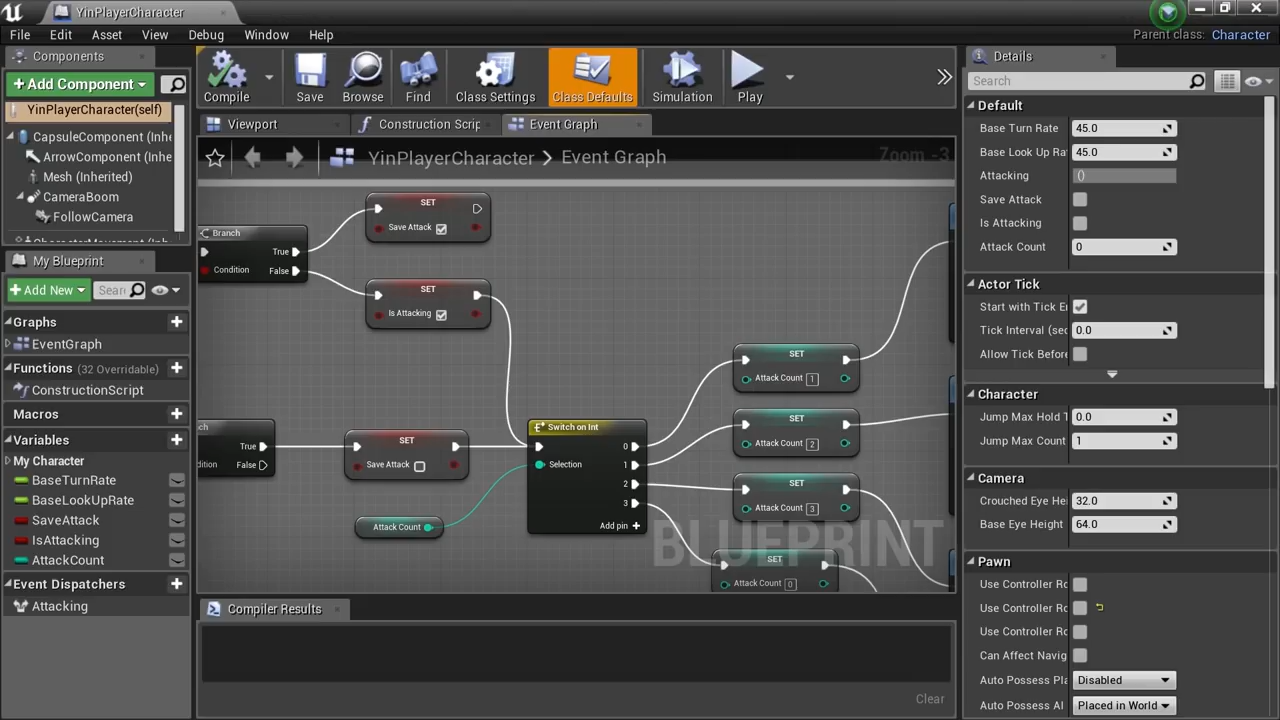 YinPlayerCharacter
File Edit Asset View Debug Window Help
Parent class: Character
Components
Add Component
YinPlayerCharacter(self)
CapsuleComponent (Inhe
ArrowComponent (Inhe
Mesh (Inherited)
CameraBoom
FollowCamera
My Blueprint
Add New
Graphs
EventGraph
Functions (32 Overridable)
ConstructionScript
Macros
Variables
My Character
BaseTurnRate
BaseLookUpRate
SaveAttack
IsAttacking
AttackCount
Event Dispatchers
Attacking
Compile Save Browse Find Class Settings Class Defaults Simulation Play
Viewport Construction Scrip Event Graph
YinPlayerCharacter > Event Graph
Zoom -3
Branch
True
Condition False
SET
Save Attack
SET
Is Attacking
ch
True
dition False
SET
Save Attack
Attack Count
Switch on Int
0
Selection 1
2
3
Add pin
SET
Attack Count 1
SET
Attack Count 2
SET
Attack Count 3
SET
Attack Count 0
BLUEPRINT
Compiler Results
Clear
Details
Search
Default
Base Turn Rate 45.0
Base Look Up Ra 45.0
Attacking ()
Save Attack
Is Attacking
Attack Count 0
Actor Tick
Start with Tick E
Tick Interval (sec 0.0
Allow Tick Before
Character
Jump Max Hold T 0.0
Jump Max Count 1
Camera
Crouched Eye He 32.0
Base Eye Height 64.0
Pawn
Use Controller Ro
Use Controller Ro
Use Controller Ro
Can Affect Navig
Auto Possess Pla Disabled
Auto Possess AI Placed in World